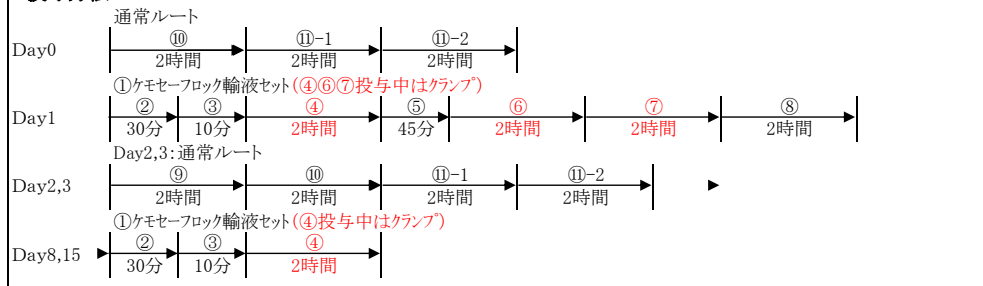 通常ルート
Day0
⑩ ⑪-1 ⑪-2
2時間 2時間 2時間
①ケモセーフロック輸液セット(④⑥⑦投与中はクランプ)
Day1
② ③ ④ ⑤ ⑥ ⑦ ⑧
30分 10分 2時間 45分 2時間 2時間 2時間
Day2,3:通常ルート
Day2,3
⑨ ⑩ ⑪-1 ⑪-2
2時間 2時間 2時間 2時間
①ケモセーフロック輸液セット(④投与中はクランプ)
Day8,15
② ③ ④
30分 10分 2時間